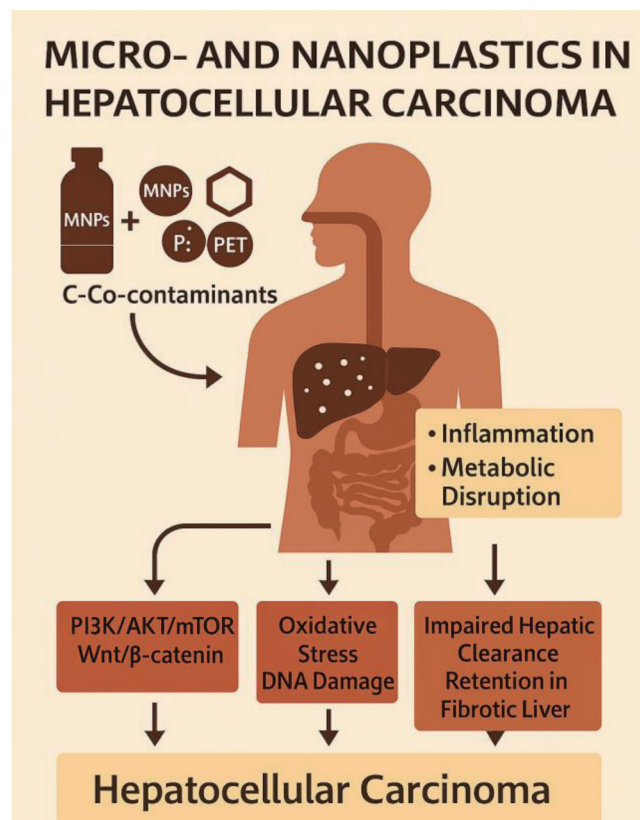 MICRO- AND NANOPLASTICS IN
HEPATOCELLULAR CARCINOMA
MNPs
+
MNPs
P:
PET
C-Co-contaminants
• Inflammation
• Metabolic
Disruption
PI3K/AKT/mTOR
Wnt/β-catenin
Oxidative
Stress
DNA Damage
Impaired Hepatic
Clearance
Retention in
Fibrotic Liver
Hepatocellular Carcinoma